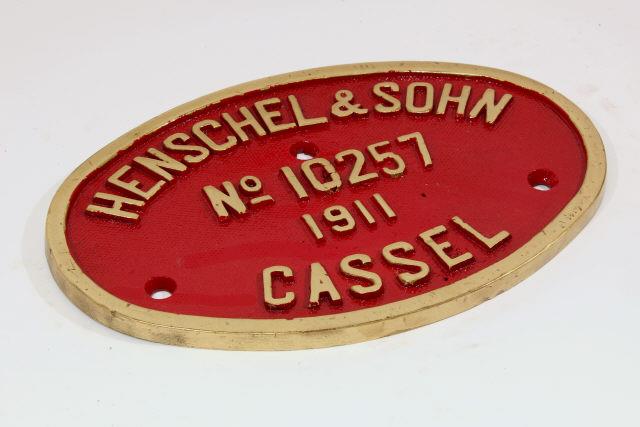 HENSCHEL & SOHN
No 10257
1911
CASSEL